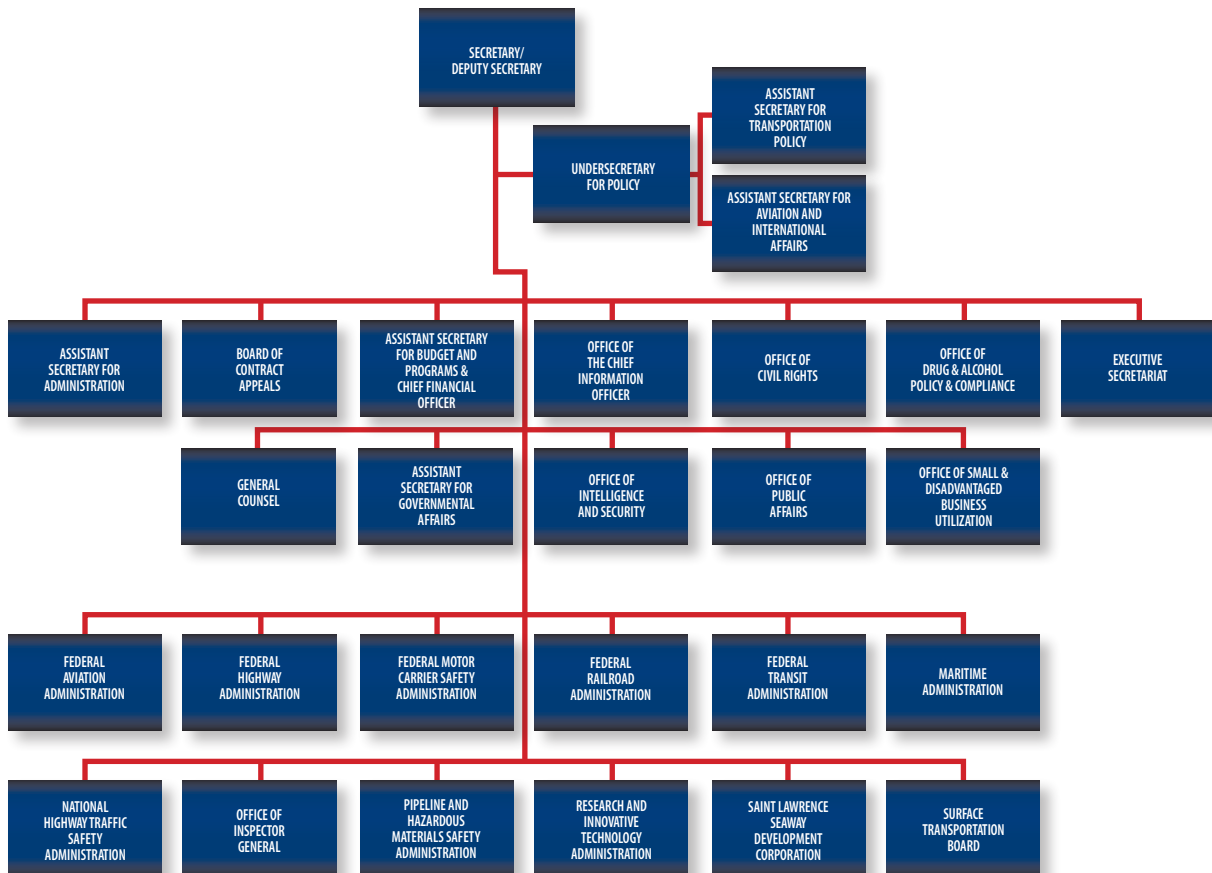 SECRETARY/
DEPUTY SECRETARY
ASSISTANT
SECRETARY FOR
TRANSPORTATION
POLICY
UNDERSECRETARY
FOR POLICY
ASSISTANT SECRETARY FOR
AVIATION AND
INTERNATIONAL
AFFAIRS
ASSISTANT
SECRETARY FOR
ADMINISTRATION
BOARD OF
CONTRACT
APPEALS
ASSISTANT SECRETARY
FOR BUDGET AND
PROGRAMS &
CHIEF FINANCIAL
OFFICER
OFFICE OF
THE CHIEF
INFORMATION
OFFICER
OFFICE OF
CIVIL RIGHTS
OFFICE OF
DRUG & ALCOHOL
POLICY & COMPLIANCE
EXECUTIVE
SECRETARIAT
GENERAL
COUNSEL
ASSISTANT
SECRETARY FOR
GOVERNMENTAL
AFFAIRS
OFFICE OF
INTELLIGENCE
AND SECURITY
OFFICE OF
PUBLIC
AFFAIRS
OFFICE OF SMALL &
DISADVANTAGED
BUSINESS
UTILIZATION
FEDERAL
AVIATION
ADMINISTRATION
FEDERAL
HIGHWAY
ADMINISTRATION
FEDERAL MOTOR
CARRIER SAFETY
ADMINISTRATION
FEDERAL
RAILROAD
ADMINISTRATION
FEDERAL
TRANSIT
ADMINISTRATION
MARITIME
ADMINISTRATION
NATIONAL
HIGHWAY TRAFFIC
SAFETY
ADMINISTRATION
OFFICE OF
INSPECTOR
GENERAL
PIPELINE AND
HAZARDOUS
MATERIALS SAFETY
ADMINISTRATION
RESEARCH AND
INNOVATIVE
TECHNOLOGY
ADMINISTRATION
SAINT LAWRENCE
SEAWAY
DEVELOPMENT
CORPORATION
SURFACE
TRANSPORTATION
BOARD